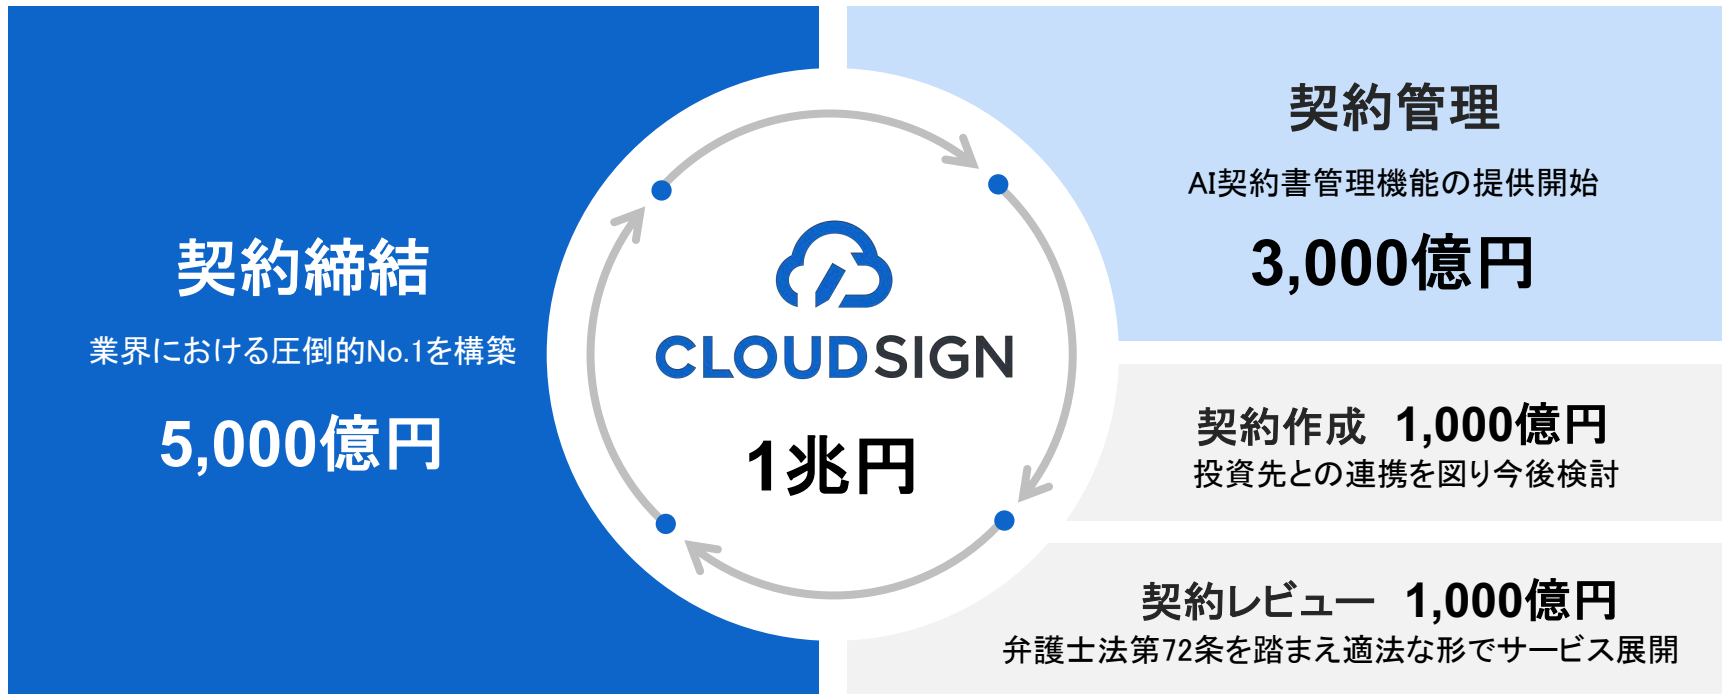 契約締結
業界における圧倒的No.1を構築
5,000億円
CLOUDSIGN
1兆円
契約管理
AI契約書管理機能の提供開始
3,000億円
契約作成 1,000億円
投資先との連携を図り今後検討
契約レビュー 1,000億円
弁護士法第72条を踏まえ適法な形でサービス展開